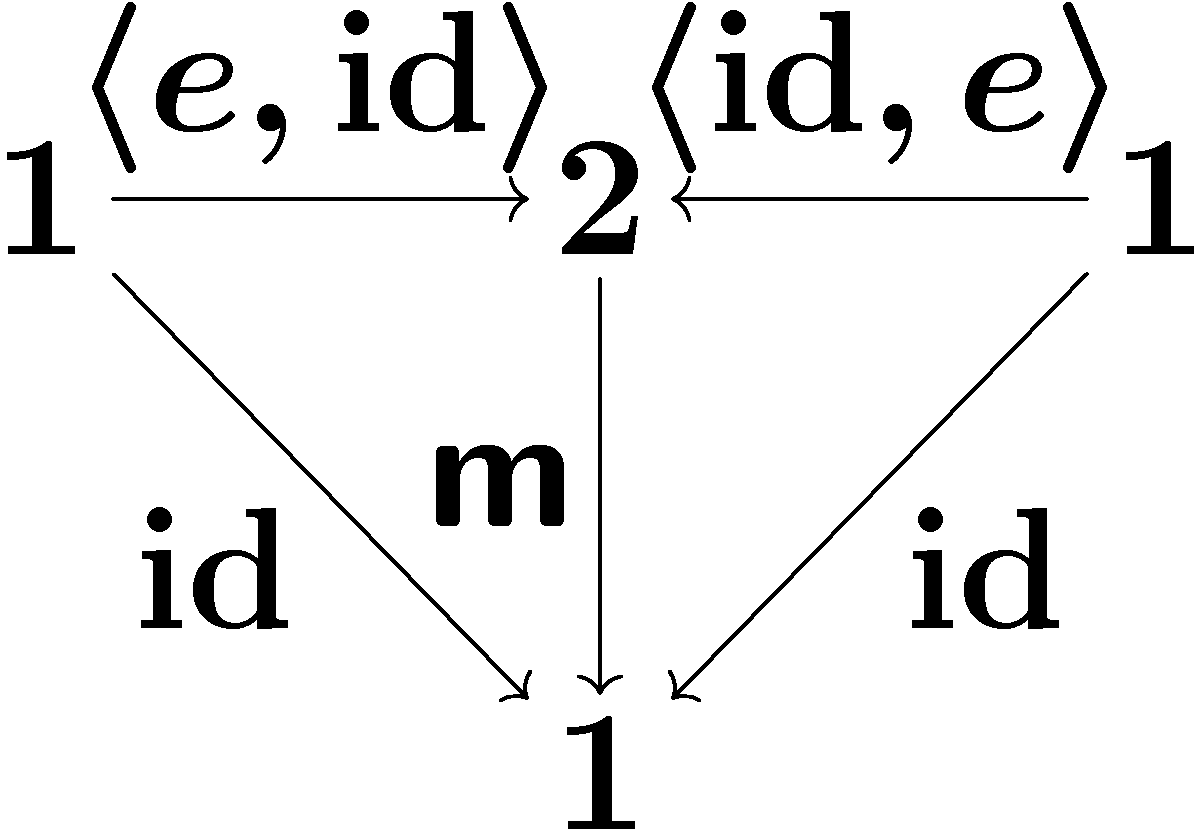 ⟨e, id⟩ ⟨id, e⟩
1 2 1
m
id id
1